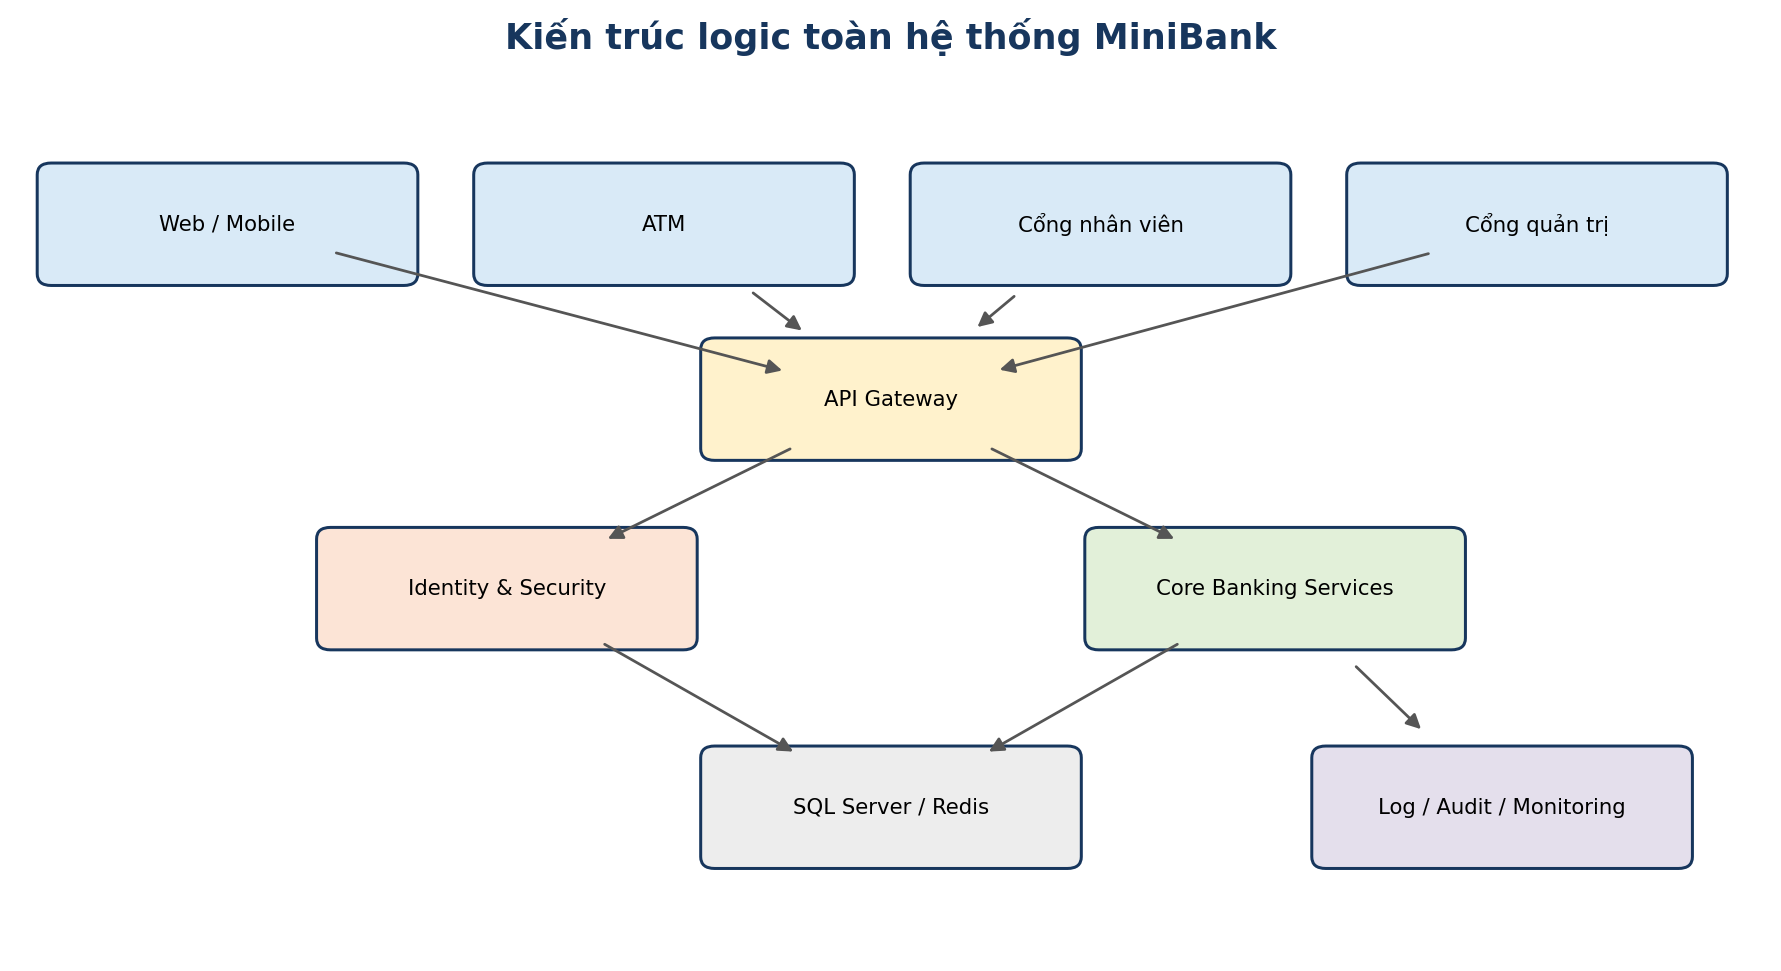 Kiến trúc logic toàn hệ thống MiniBank
Web / Mobile
ATM
Cổng nhân viên
Cổng quản trị
API Gateway
Identity & Security
Core Banking Services
SQL Server / Redis
Log / Audit / Monitoring